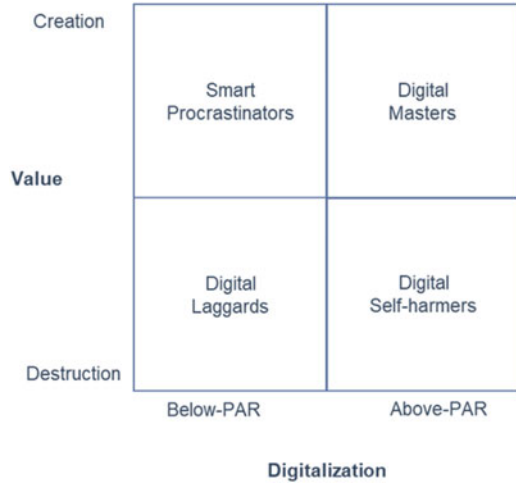 Creation
Smart
Procrastinators
Digital
Masters
Value
Digital
Laggards
Digital
Self-harmers
Destruction
Below-PAR
Above-PAR
Digitalization